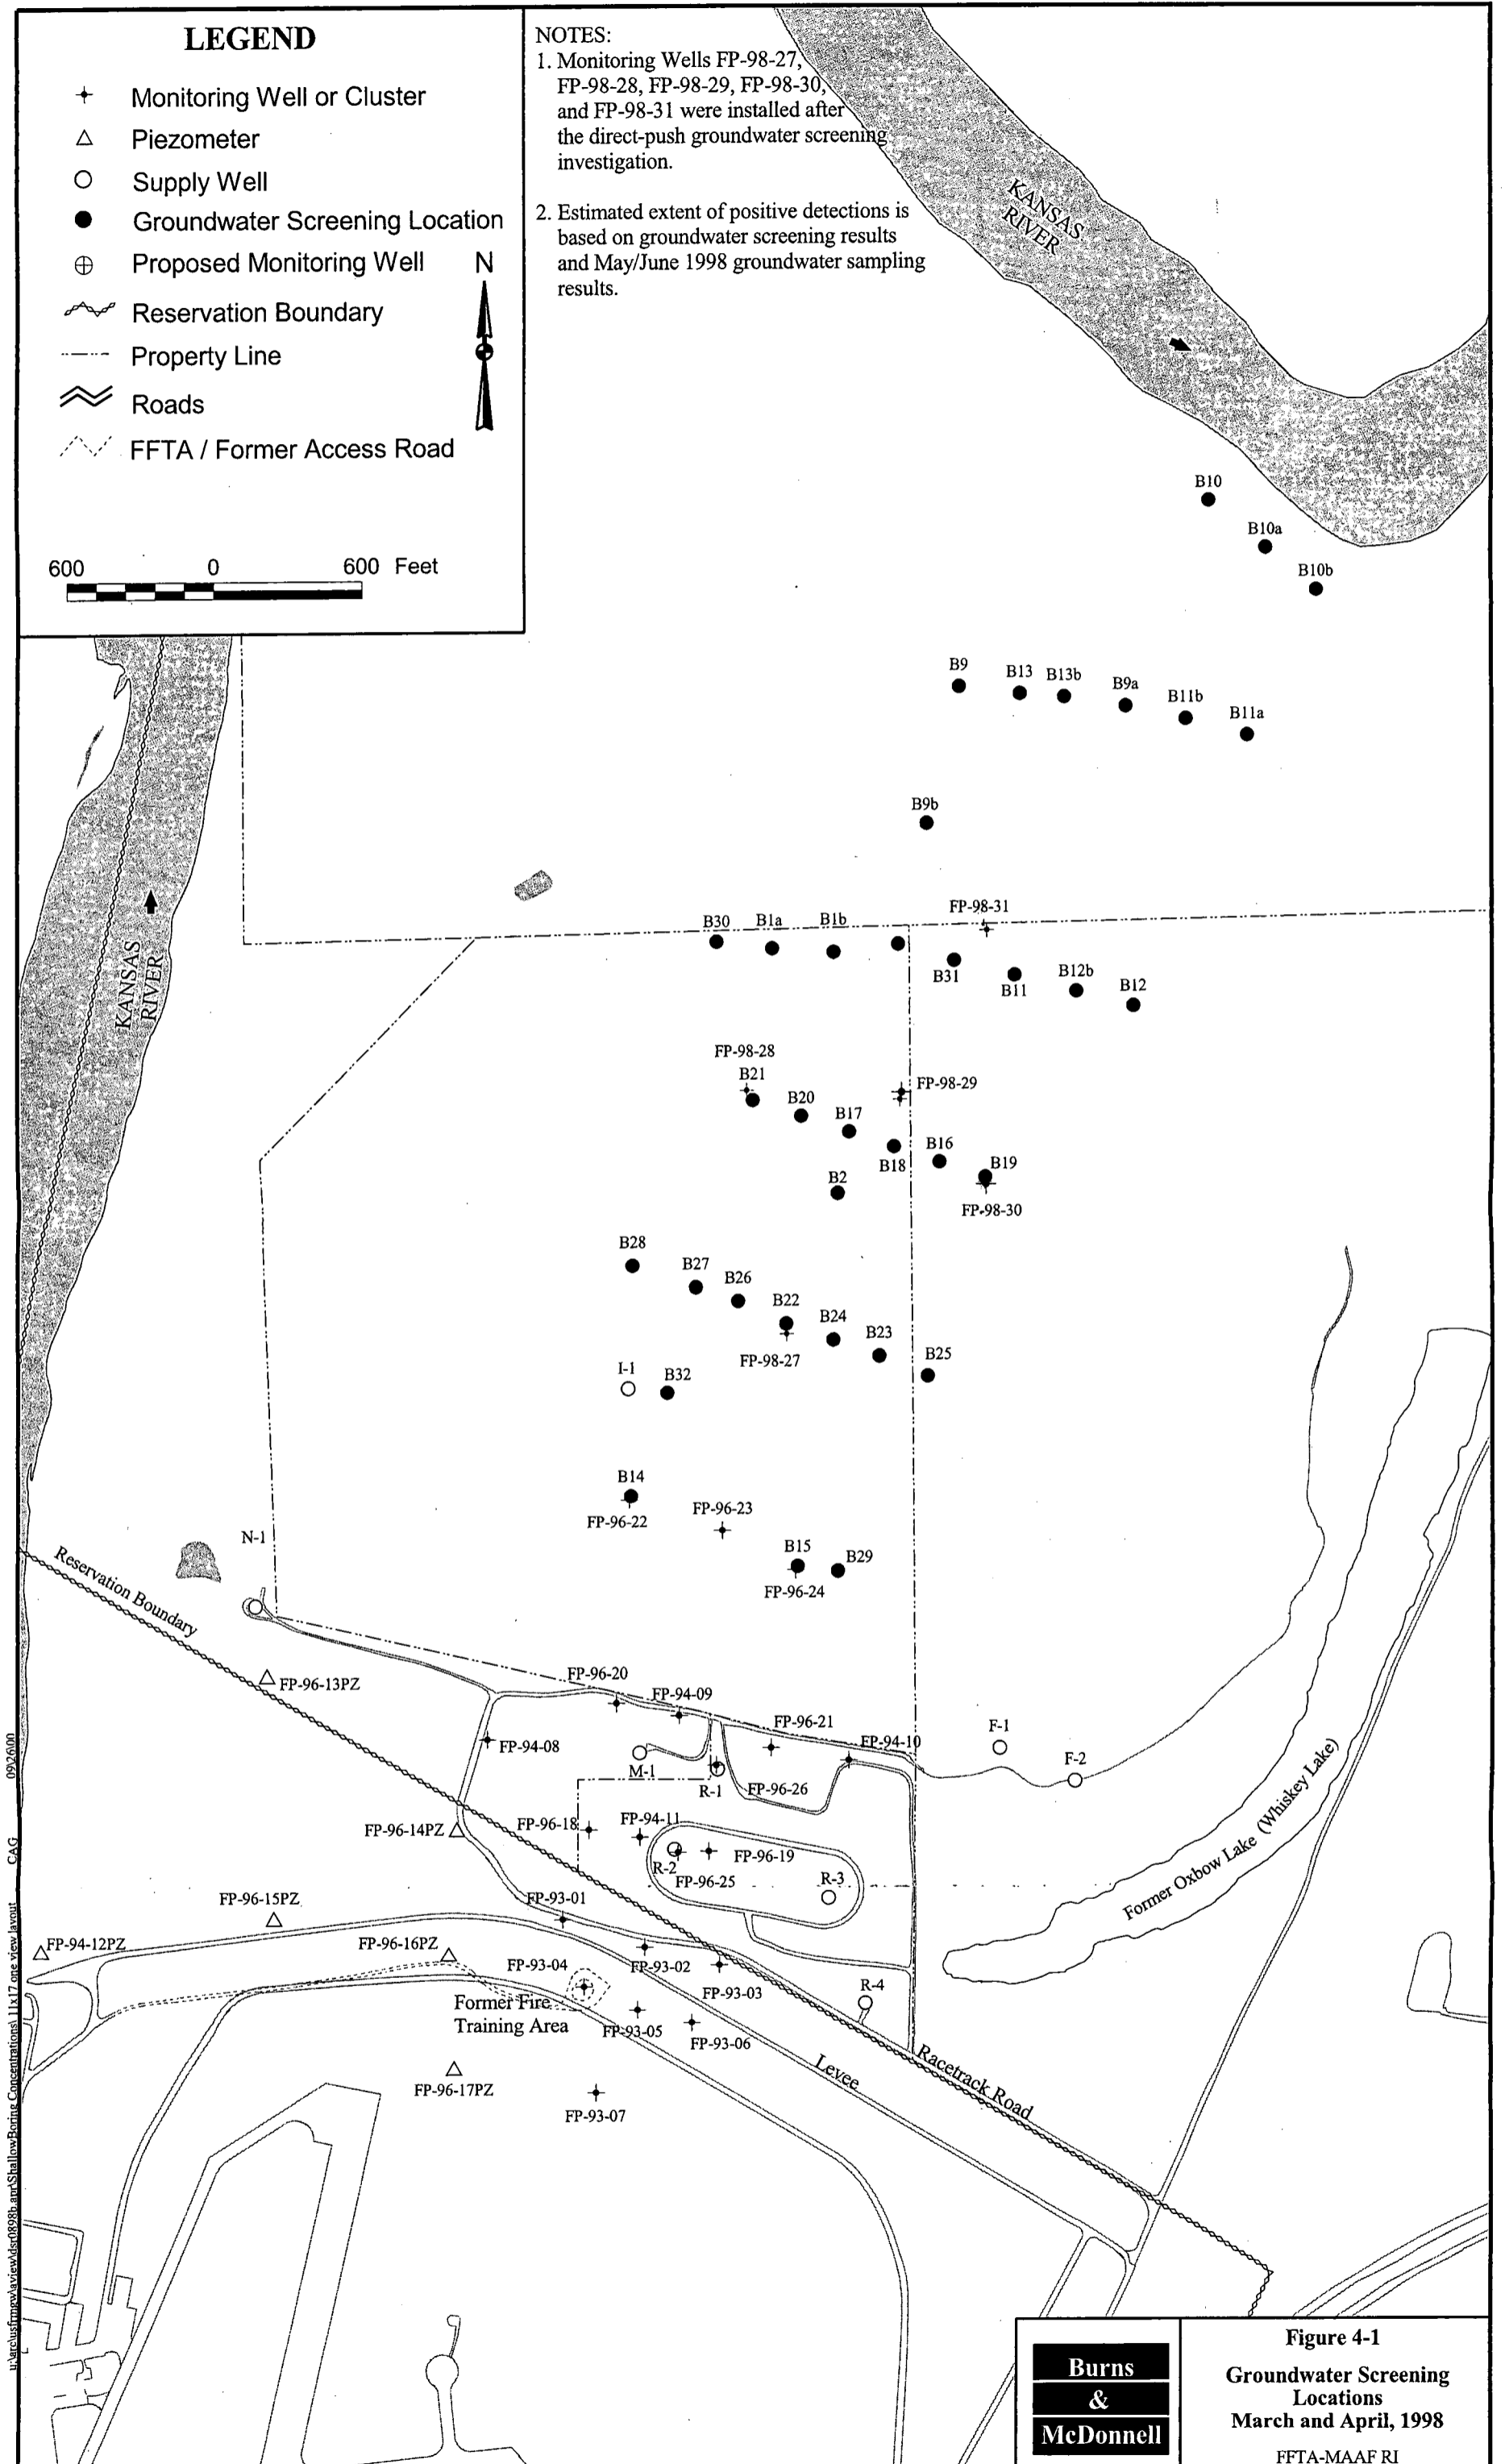 LEGEND
Monitoring Well or Cluster
Piezometer
Supply Well
Groundwater Screening Location
Proposed Monitoring Well
N
Reservation Boundary
Property Line
Roads
FFTA / Former Access Road
600 0 600 Feet
NOTES:
1. Monitoring Wells FP-98-27,
FP-98-28, FP-98-29, FP-98-30,
and FP-98-31 were installed after
the direct-push groundwater screening
investigation.
2. Estimated extent of positive detections is
based on groundwater screening results
and May/June 1998 groundwater sampling
results.
KANSAS
RIVER
B10
B10a
B10b
B9
B13
B13b
B9a
B11b
B11a
B9b
FP-98-31
B30
B1a
B1b
B31
B11
B12b
B12
KANSAS
RIVER
FP-98-28
B21
FP-98-29
B20
B17
B18
B16
B19
B2
FP-98-30
B28
B27
B26
B22
B24
B23
B25
FP-98-27
I-1
B32
B14
FP-96-22
FP-96-23
B15
B29
FP-96-24
N-1
Reservation Boundary
FP-96-13PZ
FP-96-20
FP-94-09
FP-96-21
FP-94-10
F-1
F-2
FP-94-08
M-1
R-1
FP-96-26
FP-96-14PZ
FP-96-18
FP-94-11
R-2
FP-96-19
FP-96-25
R-3
Former Oxbow Lake (Whiskey Lake)
FP-96-15PZ
FP-93-01
FP-94-12PZ
FP-96-16PZ
FP-93-04
FP-93-02
FP-93-03
R-4
Former Fire
Training Area
FP-93-05
FP-93-06
Levee
Racetrack Road
FP-96-17PZ
FP-93-07
09/26/00
CAG
Burns
&
McDonnell
Figure 4-1
Groundwater Screening
Locations
March and April, 1998
FFTA-MAAF RI